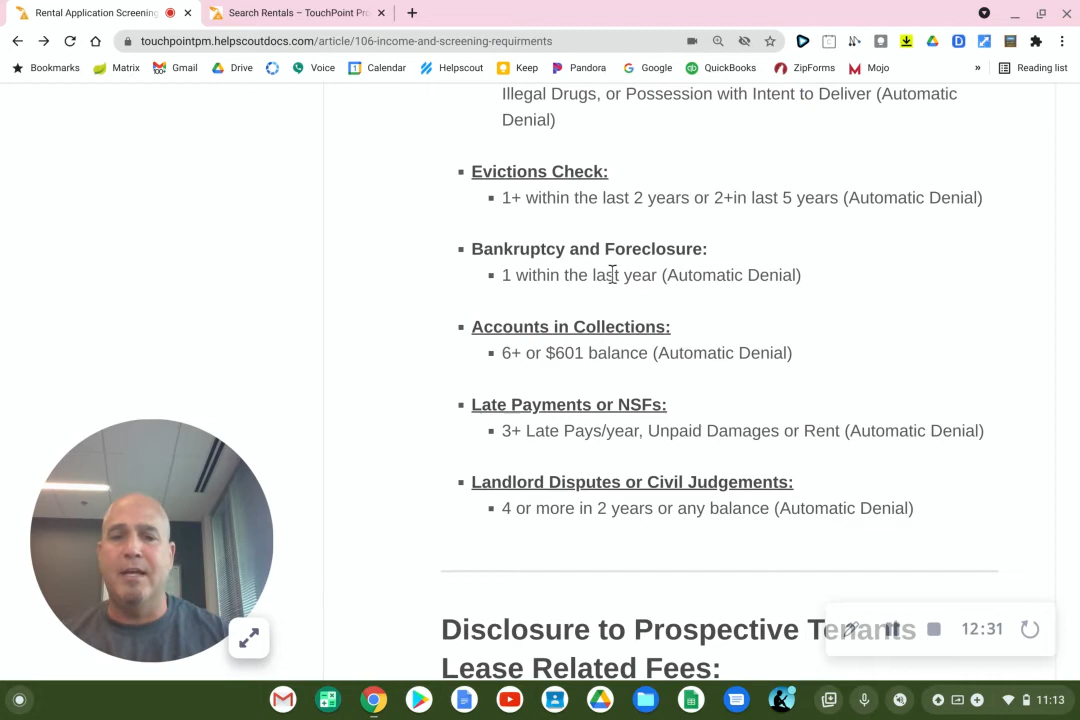 Rental Application Screening
Search Rentals – TouchPoint Pro
touchpointpm.helpscoutdocs.com/article/106-income-and-screening-requirments
Bookmarks Matrix Gmail Drive Voice Calendar Helpscout Keep Pandora Google QuickBooks ZipForms Mojo » Reading list
Illegal Drugs, or Possession with Intent to Deliver (Automatic
Denial)
Evictions Check:
1+ within the last 2 years or 2+in last 5 years (Automatic Denial)
Bankruptcy and Foreclosure:
1 within the last year (Automatic Denial)
Accounts in Collections:
6+ or $601 balance (Automatic Denial)
Late Payments or NSFs:
3+ Late Pays/year, Unpaid Damages or Rent (Automatic Denial)
Landlord Disputes or Civil Judgements:
4 or more in 2 years or any balance (Automatic Denial)
Disclosure to Prospective Tenants
12:31
Lease Related Fees:
11:13